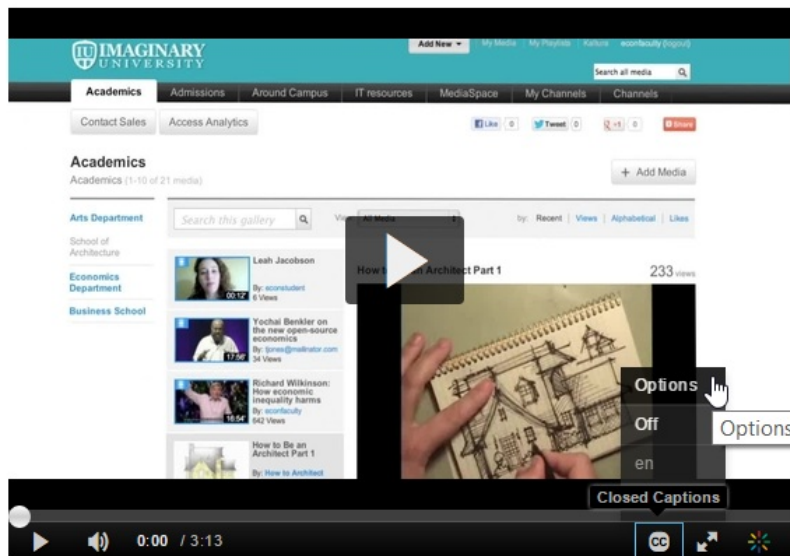 IU IMAGINARY
UNIVERSITY
Add New My Media My Playlists Kaltura econfaculty (logout)
Search all media
Academics Admissions Around Campus IT resources MediaSpace My Channels Channels
Contact Sales Access Analytics
Like 0 Tweet 0 +1 0 Share
Academics
Academics (1-10 of 21 media)
+ Add Media
Arts Department
School of
Architecture
Economics
Department
Business School
Search this gallery
View All Media
by: Recent Views Alphabetical Likes
Leah Jacobson
By: econstudent
6 Views
00:12
Yochai Benkler on
the new open-source
economics
By: tjones@mailinator.com
34 Views
17:56
Richard Wilkinson:
How economic
inequality harms
By: econfaculty
642 Views
16:54
How to Be an
Architect Part 1
By: How to Architect
Architect Part 1
233 views
Options
Off
en
Options
Closed Captions
0:00 / 3:13
CC